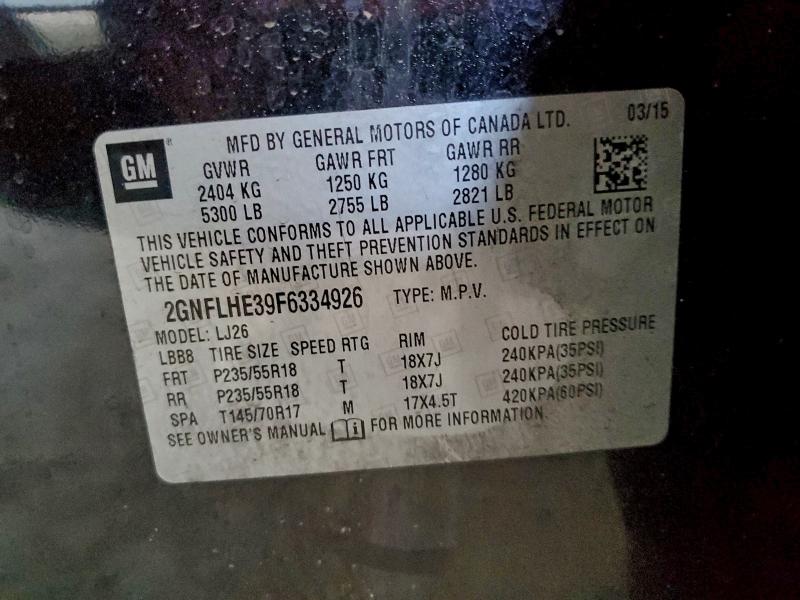 03/15
GM
MFD BY GENERAL MOTORS OF CANADA LTD.
GVWR GAWR FRT GAWR RR
2404 KG 1250 KG 1280 KG
5300 LB 2755 LB 2821 LB
THIS VEHICLE CONFORMS TO ALL APPLICABLE U.S. FEDERAL MOTOR
VEHICLE SAFETY AND THEFT PREVENTION STANDARDS IN EFFECT ON
THE DATE OF MANUFACTURE SHOWN ABOVE.
2GNFLHE39F6334926 TYPE: M.P.V.
MODEL: LJ26
LBB8 TIRE SIZE SPEED RTG RIM COLD TIRE PRESSURE
FRT P235/55R18 T 18X7J 240KPA(35PSI)
RR P235/55R18 T 18X7J 240KPA(35PSI)
SPA T145/70R17 M 17X4.5T 420KPA(60PSI)
SEE OWNER'S MANUAL FOR MORE INFORMATION.